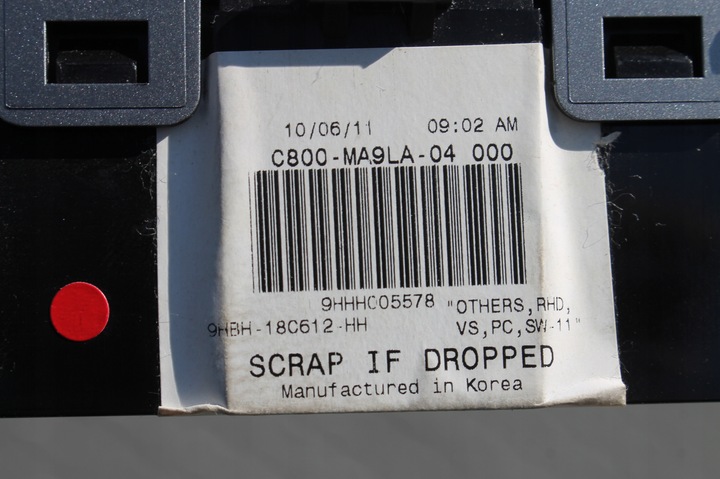 10/06/11 09:02 AM
C800-MA9LA-04 000
9HHHC05578 "OTHERS,RHD,
9HBH-18C612-HH VS,PC,SW-11"
SCRAP IF DROPPED
Manufactured in Korea